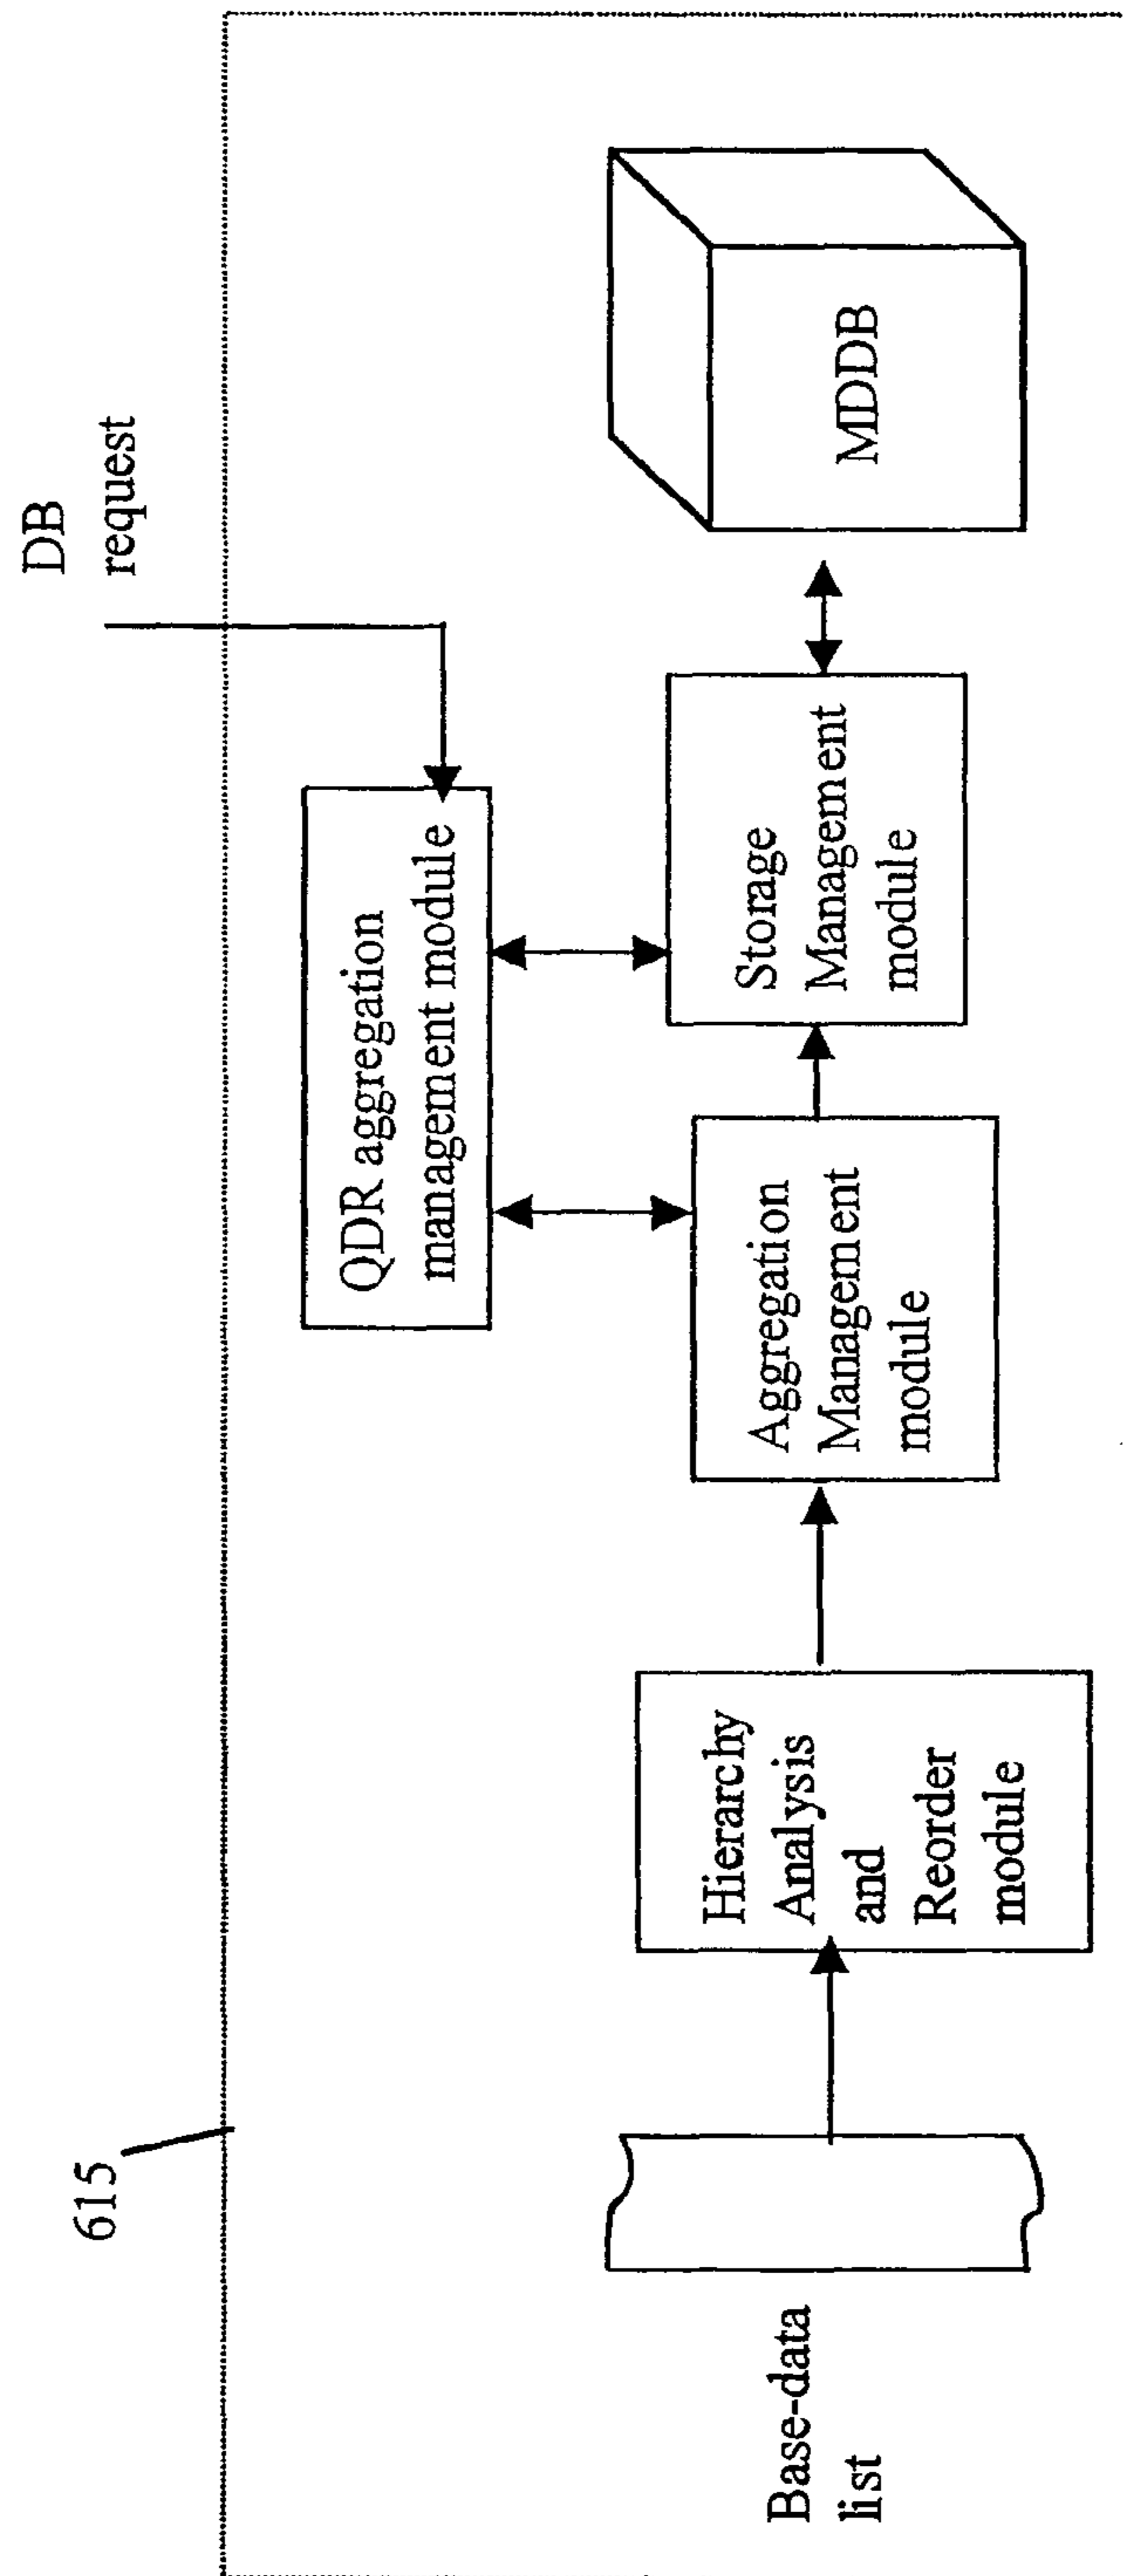 615
DB
request
QDR aggregation
management module
Base-data
list
Hierarchy
Analysis
and
Reorder
module
Aggregation
Management
module
Storage
Management
module
MDDB